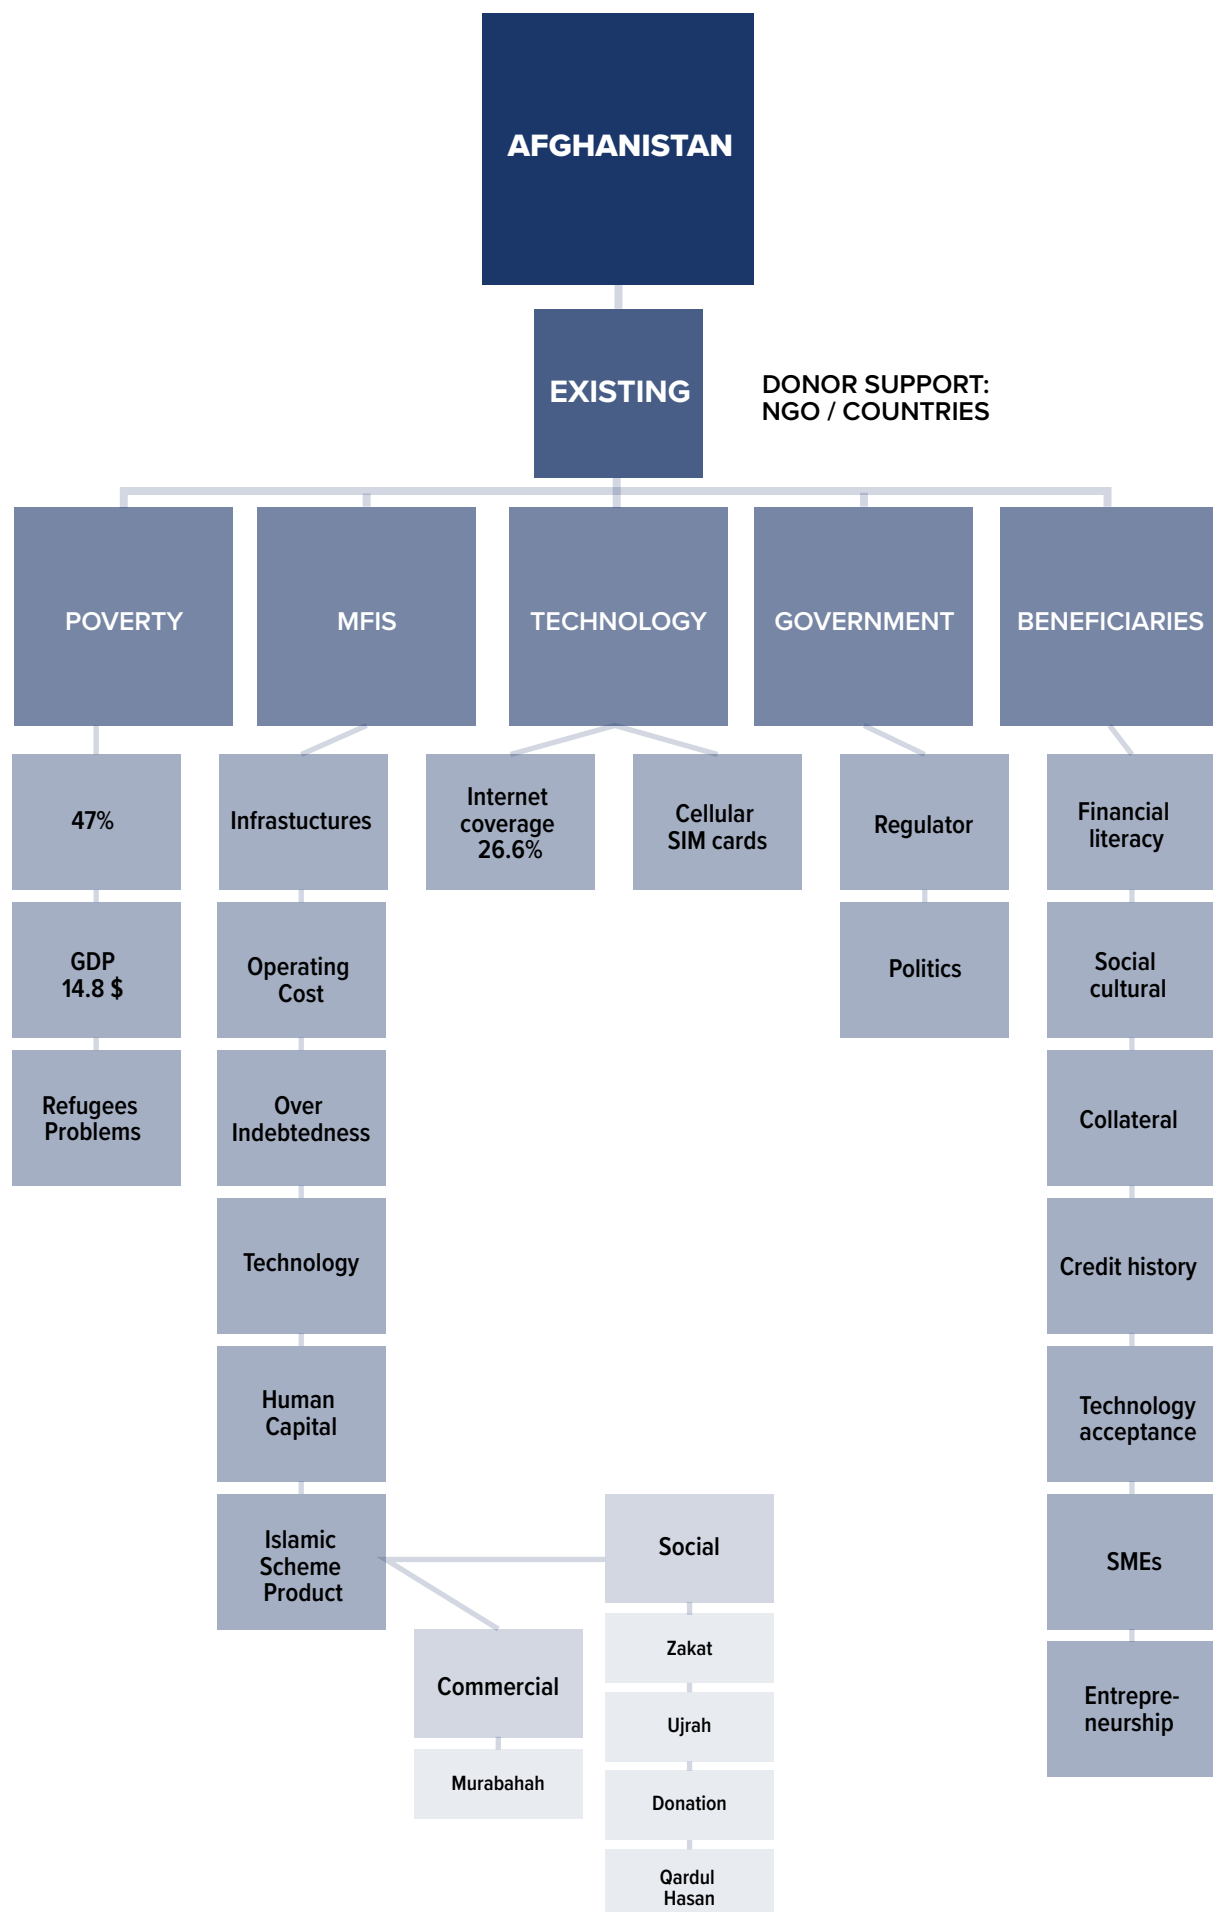 AFGHANISTAN
EXISTING
DONOR SUPPORT:
NGO / COUNTRIES
POVERTY
MFIS
TECHNOLOGY
GOVERNMENT
BENEFICIARIES
47%
GDP
14.8 $
Refugees
Problems
Infrastuctures
Operating
Cost
Over
Indebtedness
Technology
Human
Capital
Islamic
Scheme
Product
Commercial
Murabahah
Social
Zakat
Ujrah
Donation
Qardul
Hasan
Internet
coverage
26.6%
Cellular
SIM cards
Regulator
Politics
Financial
literacy
Social
cultural
Collateral
Credit history
Technology
acceptance
SMEs
Entrepre-
neurship